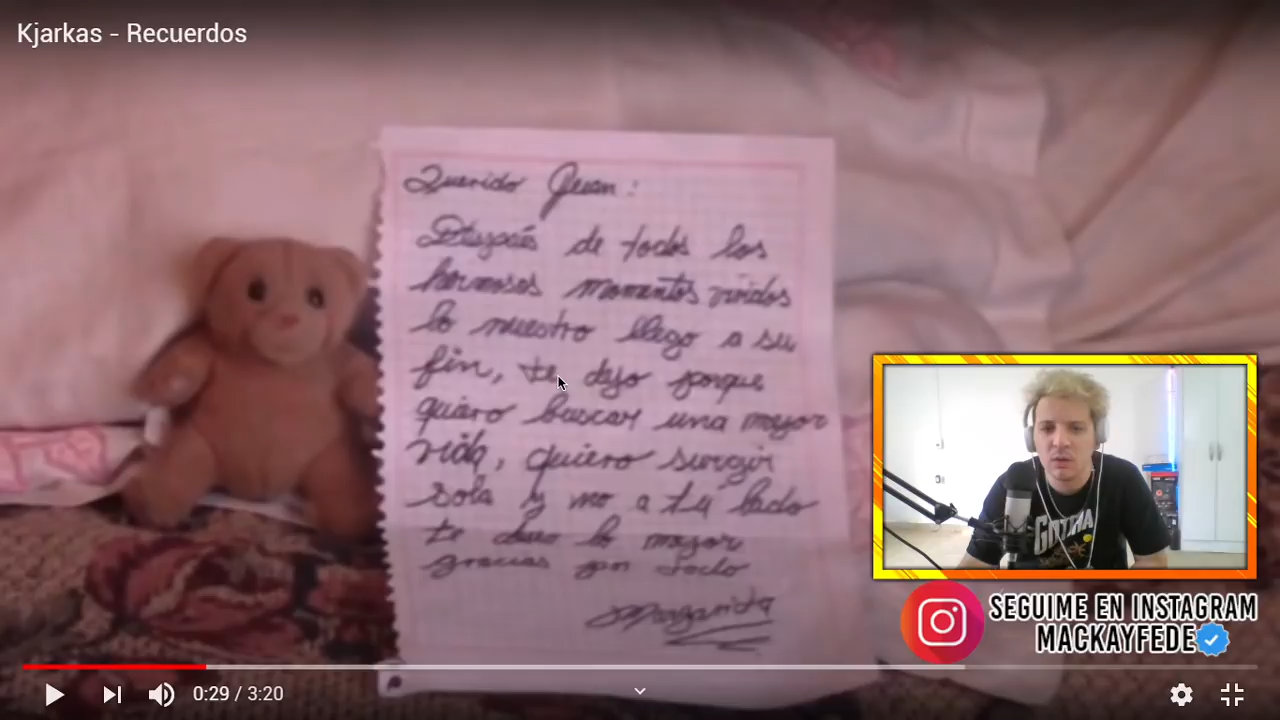 Kjarkas - Recuerdos
Querido Juan :
Después de todos los
hermosos momentos vividos
lo nuestro llego a su
fin, te dejo porque
quiero buscar una mejor
vida, quiero surgir
sola y no a tu lado
te deseo lo mejor
gracias por todo
Margarita
GOTHA
SEGUIME EN INSTAGRAM
MACKAYFEDE
0:29 / 3:20